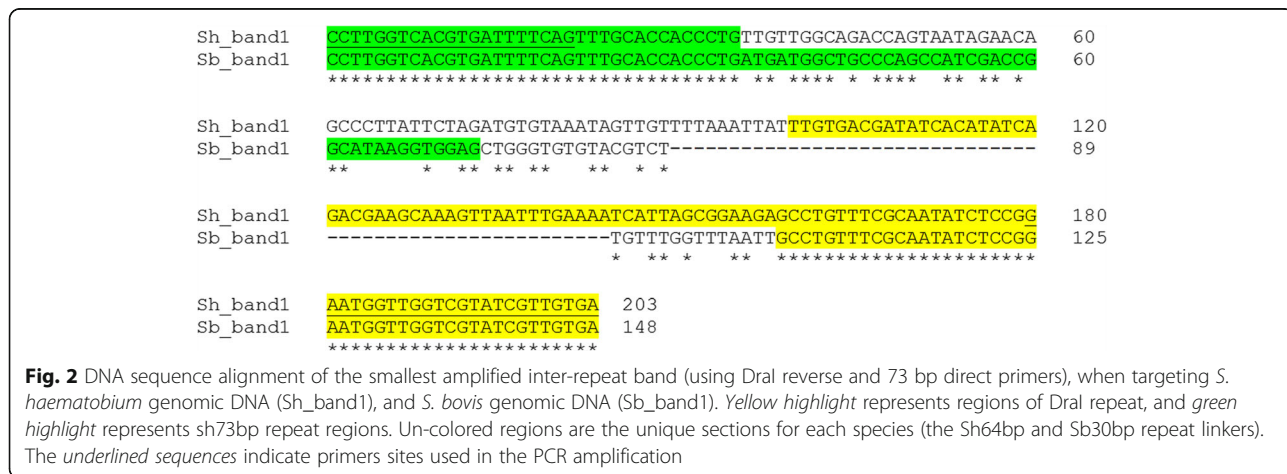 Sh_band1 CCTTGGTCACGTGATTTTCAGTTTGCACCACCCTGTTGTTGGCAGACCAGTAATAGAACA 60
Sb_band1 CCTTGGTCACGTGATTTTCAGTTTGCACCACCCTGATGATGGCTGCCCAGCCATCGACCG 60
*********************************** ** *** * **** ** ** *
Sh_band1 GCCCTTATTCTAGATGTGTAAATAGTTGTTTTAAATTATTTGTGACGATATCACATATCA 120
Sb_band1 GCATAAGGTGGAGCTGGGTGTGTACGTCT------------------------------- 89
** * ** ** ** ** * *
Sh_band1 GACGAAGCAAAGTTAATTTGAAAATCATTAGCGGAAGAGCCTGTTTCGCAATATCTCCGG 180
Sb_band1 ------------------------TGTTTGGTTTAATTGCCTGTTTCGCAATATCTCCGG 125
* ** * ** **********************
Sh_band1 AATGGTTGGTCGTATCGTTGTGA 203
Sb_band1 AATGGTTGGTCGTATCGTTGTGA 148
***********************
Fig. 2 DNA sequence alignment of the smallest amplified inter-repeat band (using DraI reverse and 73 bp direct primers), when targeting S.
haematobium genomic DNA (Sh_band1), and S. bovis genomic DNA (Sb_band1). Yellow highlight represents regions of DraI repeat, and green
highlight represents sh73bp repeat regions. Un-colored regions are the unique sections for each species (the Sh64bp and Sb30bp repeat linkers).
The underlined sequences indicate primers sites used in the PCR amplification